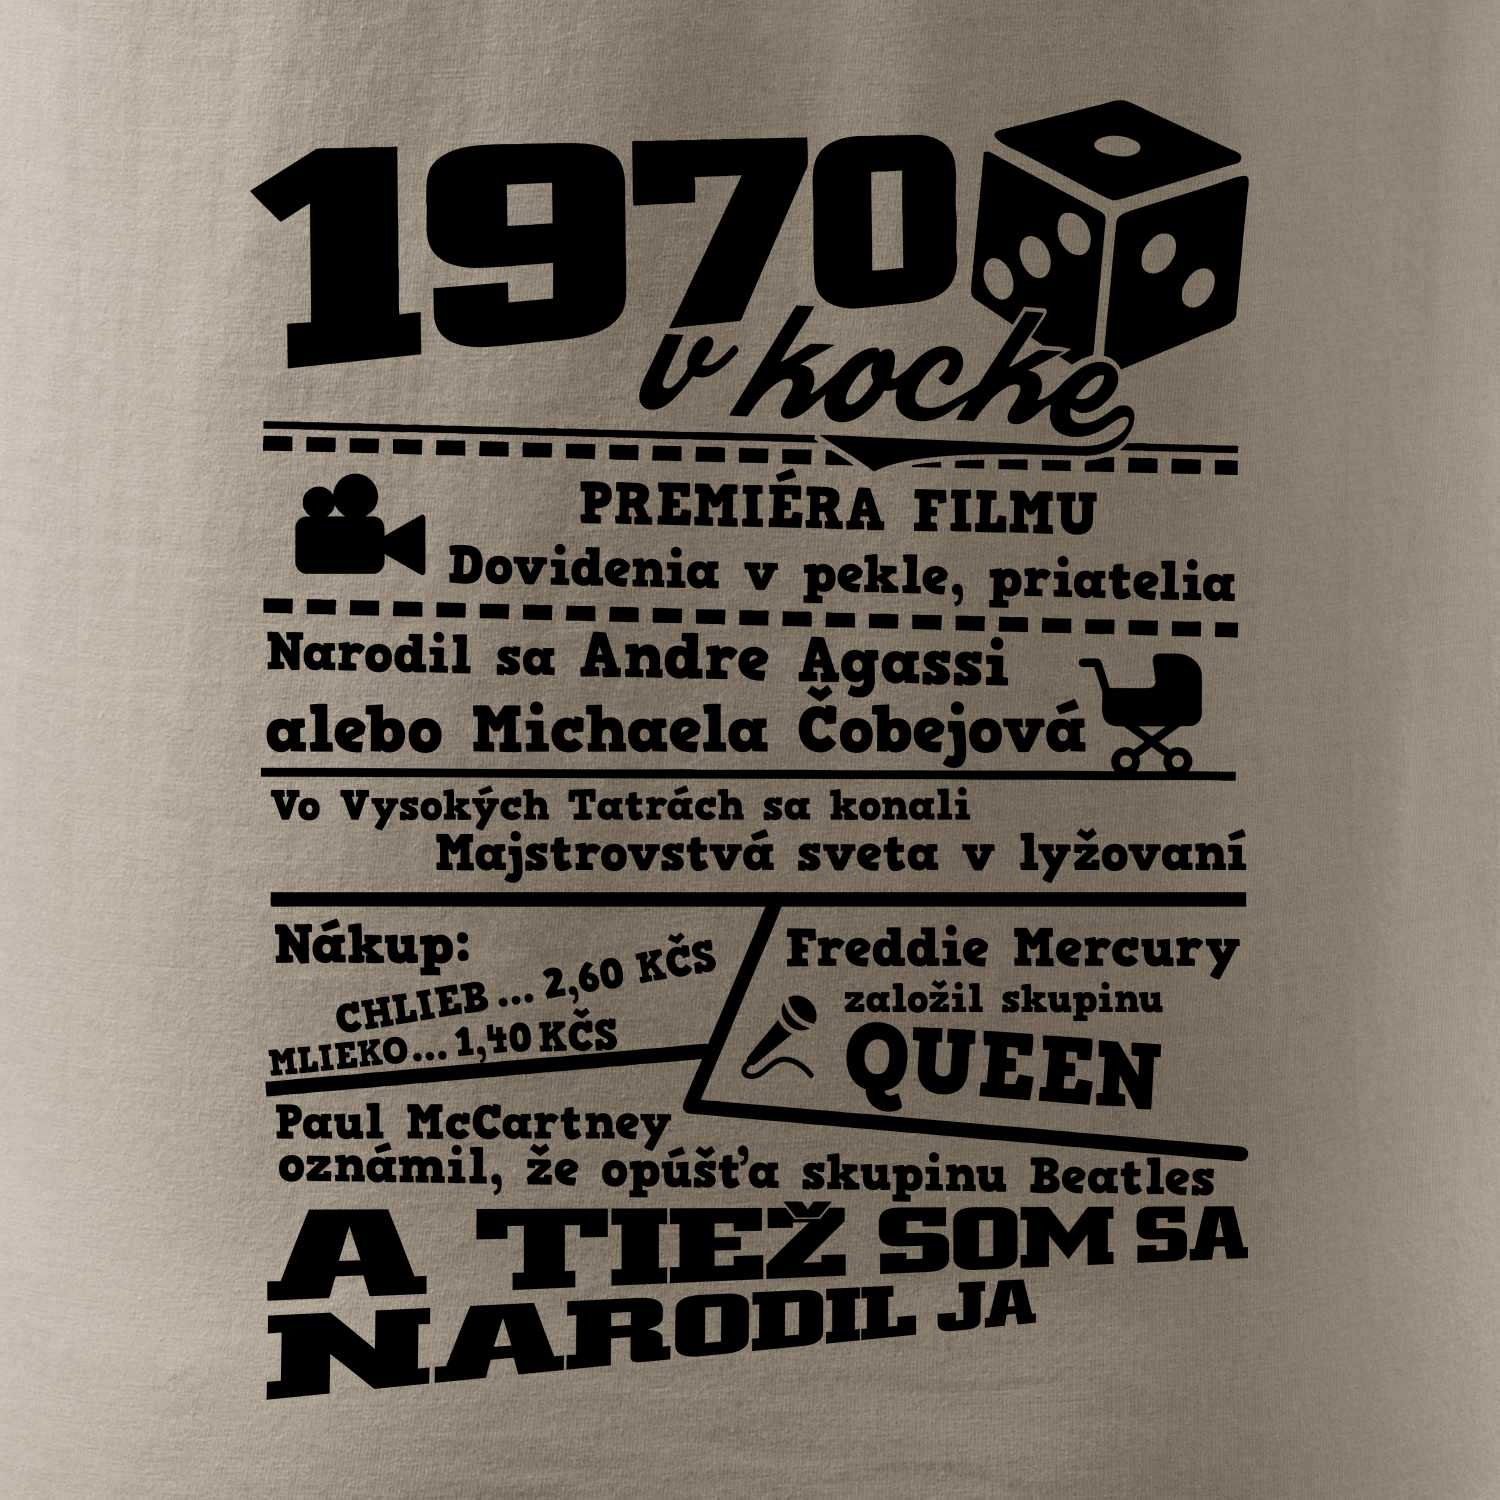 1970
v kocke
PREMIÉRA FILMU
Dovidenia v pekle, priatelia
Narodil sa Andre Agassi
alebo Michaela Čobejová
Vo Vysokých Tatrách sa konali
Majstrovstvá sveta v lyžovaní
Nákup:
CHLIEB ... 2,60 KČS
MLIEKO... 1,40 KČS
Freddie Mercury
založil skupinu
QUEEN
Paul McCartney
oznámil, že opúšťa skupinu Beatles
A TIEŽ SOM SA
NARODIL JA